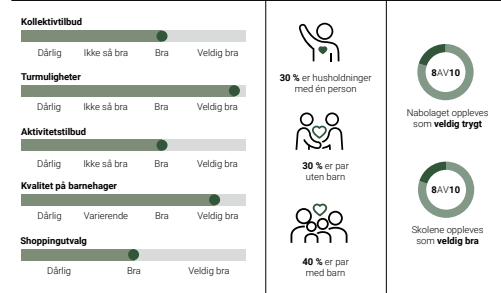 Kollektivtilbud
Dårlig Ikke så bra Bra Veldig bra
Turmuligheter
Dårlig Ikke så bra Bra Veldig bra
Aktivitetstilbud
Dårlig Ikke så bra Bra Veldig bra
Kvalitet på barnehager
Dårlig Varierende Bra Veldig bra
Shoppingutvalg
Dårlig Bra Veldig bra
30 % er husholdninger
med én person
30 % er par
uten barn
40 % er par
med barn
8AV10
Nabolaget oppleves
som veldig trygt
8AV10
Skolene oppleves
som veldig bra